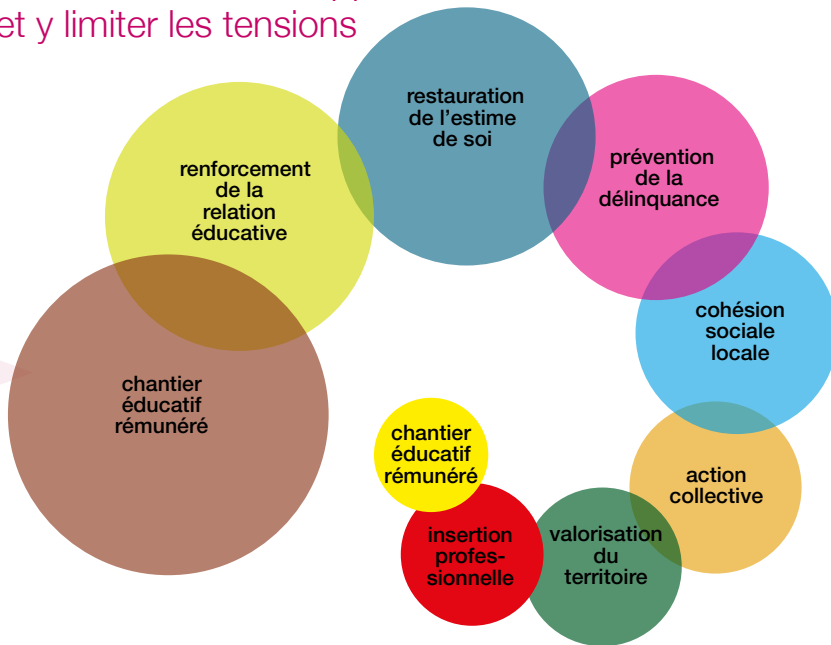 et y limiter les tensions
restauration
de l'estime
de soi
prévention
de la
délinquance
renforcement
de la
relation
éducative
cohésion
sociale
locale
chantier
éducatif
rémunéré
chantier
éducatif
rémunéré
action
collective
insertion
profes-
sionnelle
valorisation
du
territoire